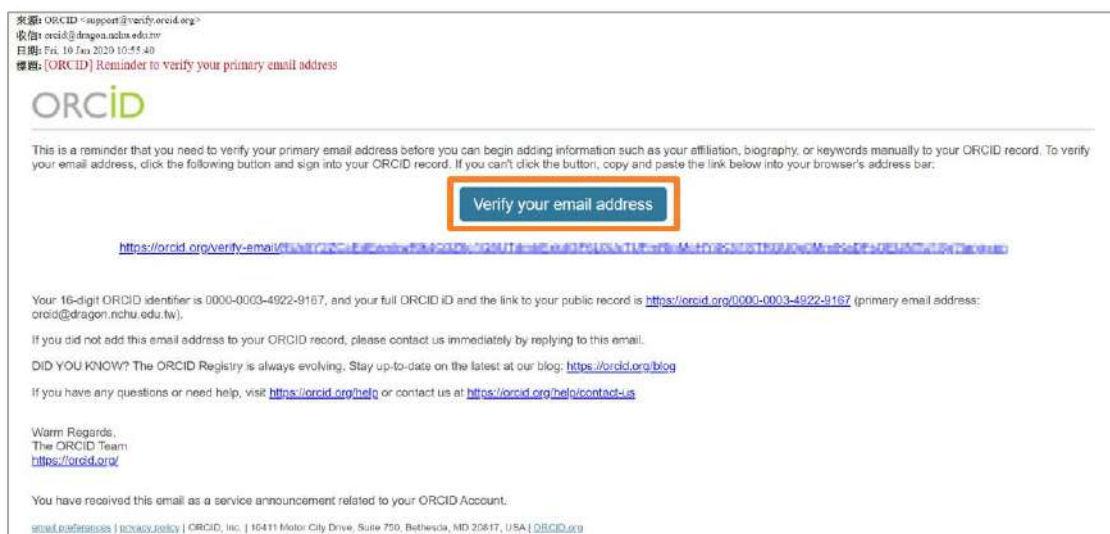 來源: ORCID <support@verify.orcid.org>
收信: orcid@dragon.nchu.edu.tw
日期: Fri, 10 Jan 2020 10:55:40
標題: [ORCID] Reminder to verify your primary email address
ORCID
This is a reminder that you need to verify your primary email address before you can begin adding information such as your affiliation, biography, or keywords manually to your ORCID record. To verify
your email address, click the following button and sign into your ORCID record. If you can't click the button, copy and paste the link below into your browser's address bar:
Verify your email address
https://orcid.org/verify-email/
Your 16-digit ORCID identifier is 0000-0003-4922-9167, and your full ORCID iD and the link to your public record is https://orcid.org/0000-0003-4922-9167 (primary email address:
orcid@dragon.nchu.edu.tw).
If you did not add this email address to your ORCID record, please contact us immediately by replying to this email.
DID YOU KNOW? The ORCID Registry is always evolving. Stay up-to-date on the latest at our blog: https://orcid.org/blog
If you have any questions or need help, visit https://orcid.org/help or contact us at https://orcid.org/help/contact-us
Warm Regards,
The ORCID Team
https://orcid.org/
You have received this email as a service announcement related to your ORCID Account.
email preferences | privacy policy | ORCID, Inc. | 10411 Motor City Drive, Suite 750, Bethesda, MD 20817, USA | ORCID.org